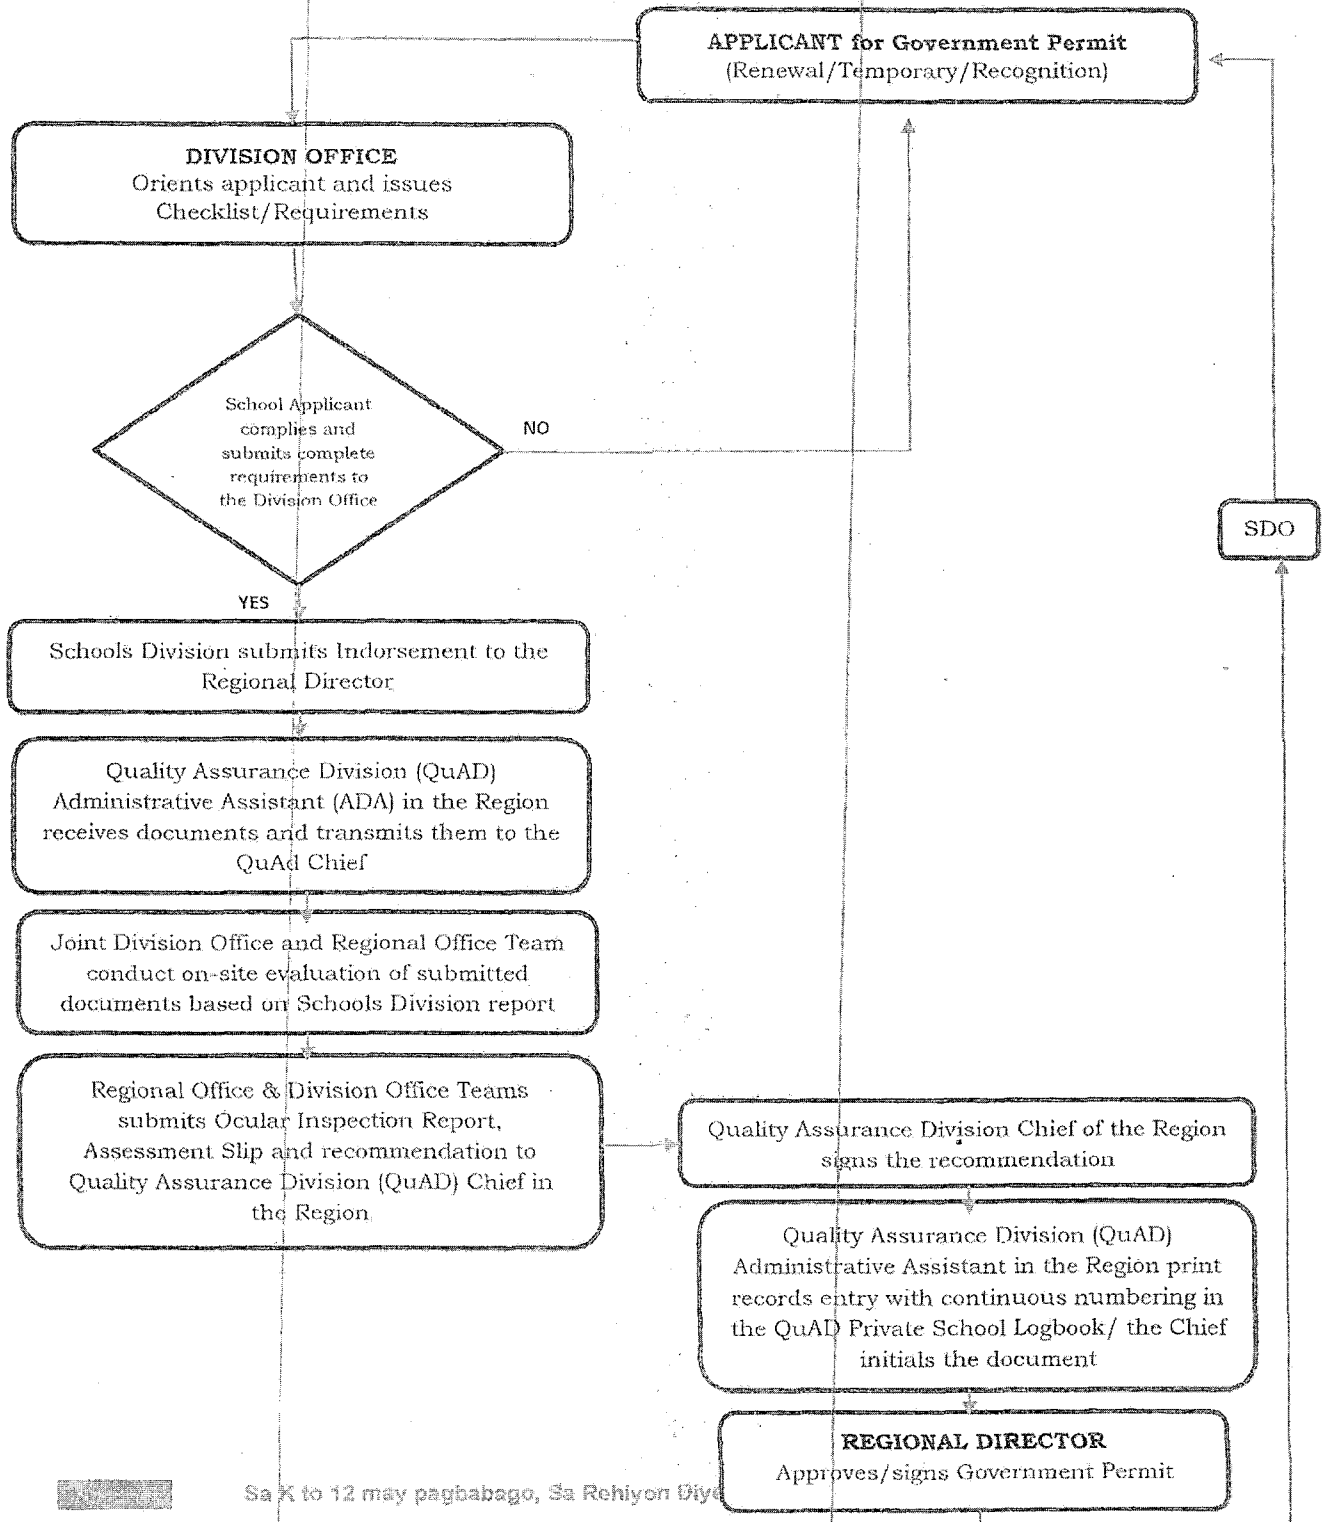 APPLICANT for Government Permit
(Renewal/Temporary/Recognition)
DIVISION OFFICE
Orients applicant and issues
Checklist/Requirements
School Applicant
complies and
submits complete
requirements to
the Division Office
NO
YES
SDO
Schools Division submits Indorsement to the
Regional Director
Quality Assurance Division (QuAD)
Administrative Assistant (ADA) in the Region
receives documents and transmits them to the
QuAd Chief
Joint Division Office and Regional Office Team
conduct on-site evaluation of submitted
documents based on Schools Division report
Regional Office & Division Office Teams
submits Ocular Inspection Report,
Assessment Slip and recommendation to
Quality Assurance Division (QuAD) Chief in
the Region
Quality Assurance Division Chief of the Region
signs the recommendation
Quality Assurance Division (QuAD)
Administrative Assistant in the Region print
records entry with continuous numbering in
the QuAD Private School Logbook/ the Chief
initials the document
REGIONAL DIRECTOR
Approves/signs Government Permit
Sa K to 12 may pagbabago, Sa Rehiyon